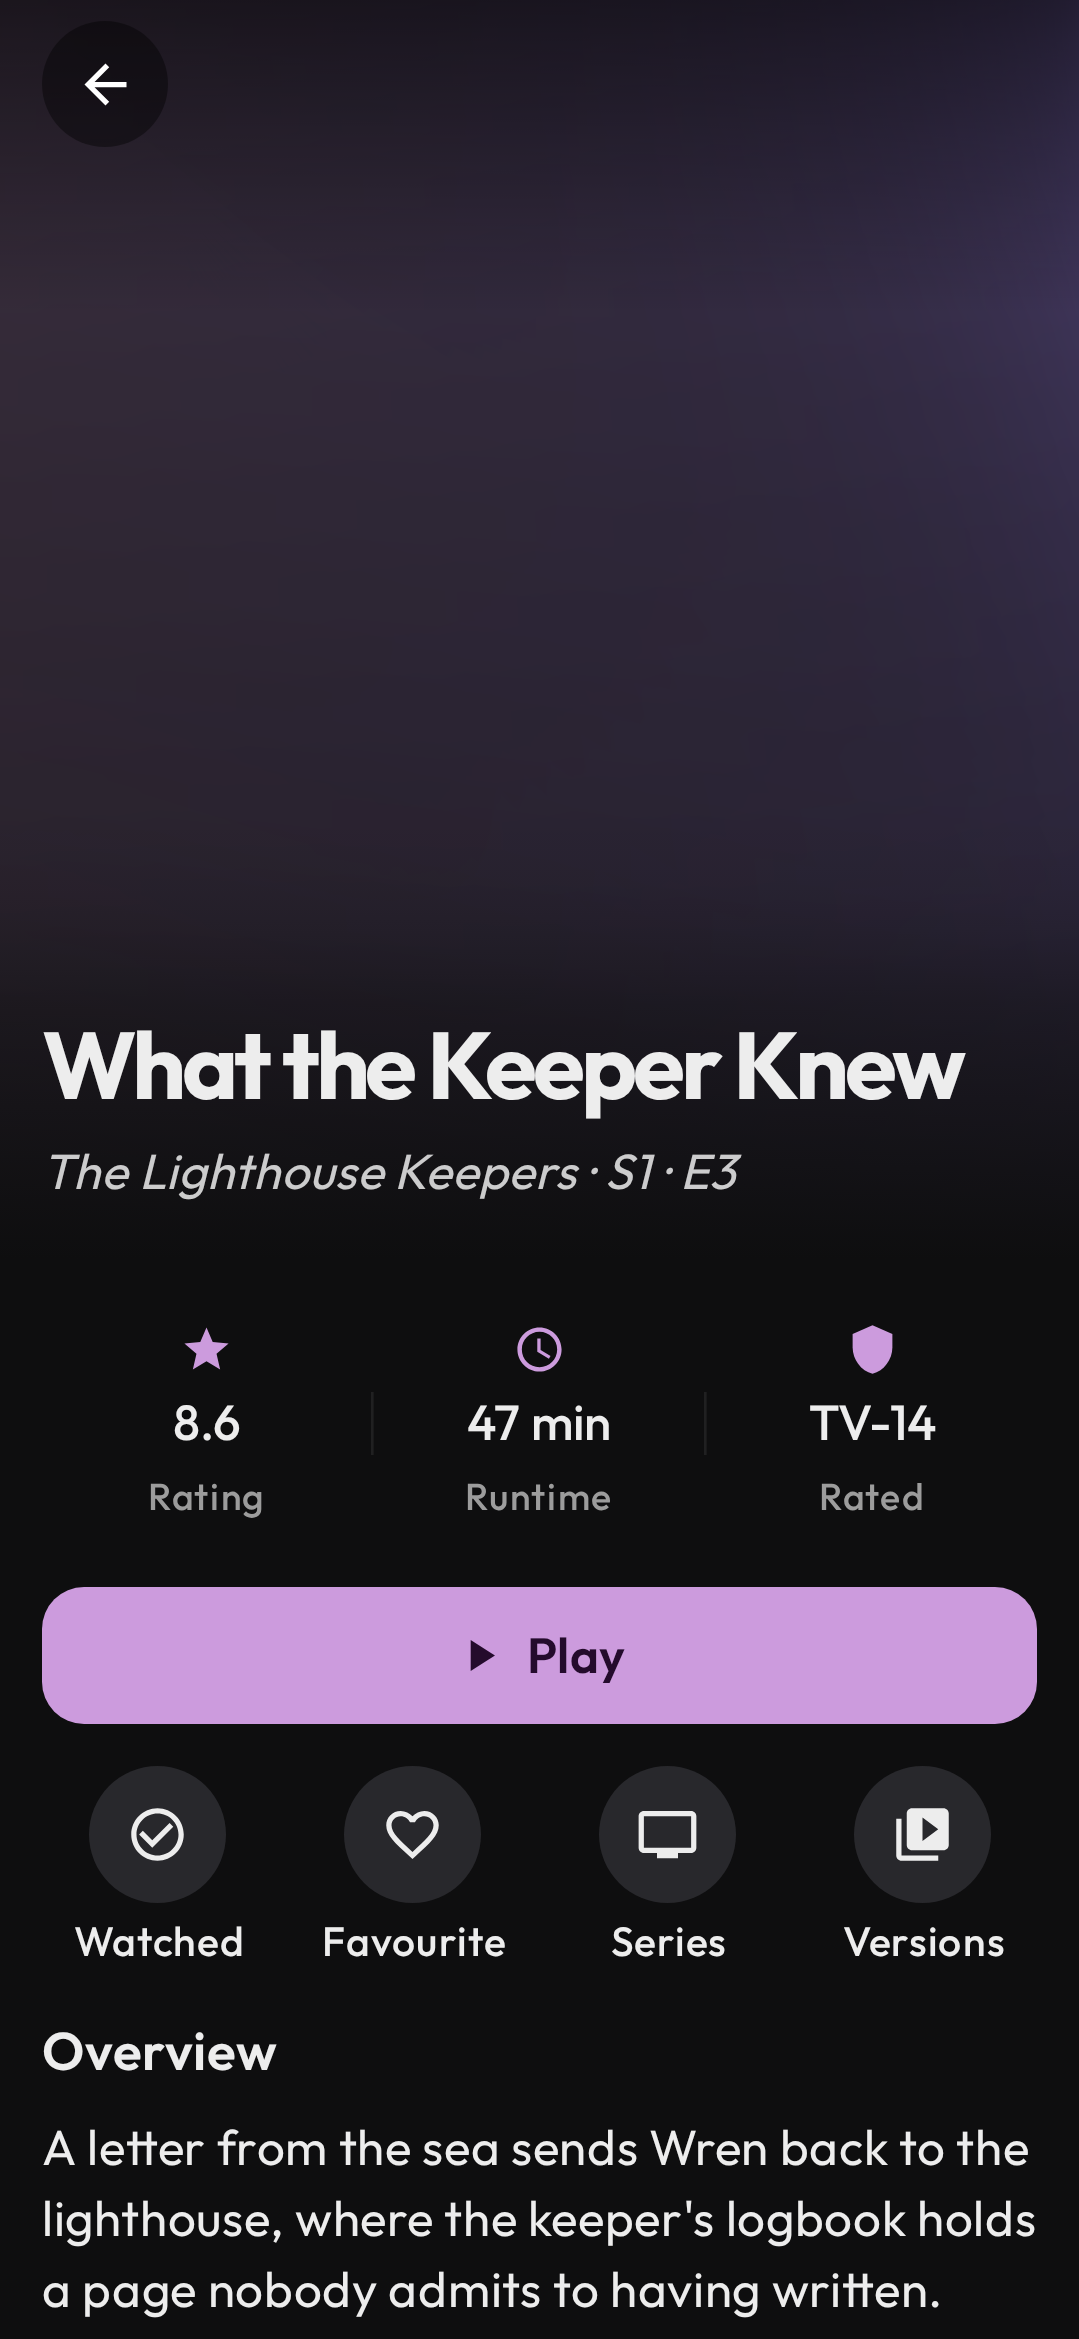 What the Keeper Knew
The Lighthouse Keepers · S1 · E3
8.6
47 min
TV-14
Rating
Runtime
Rated
Play
Watched
Favourite
Series
Versions
Overview
A letter from the sea sends Wren back to the
lighthouse, where the keeper's logbook holds
a page nobody admits to having written.